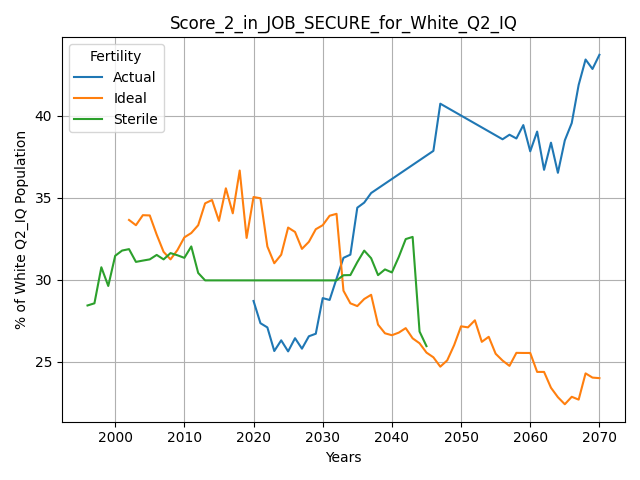 Score_2_in_JOB_SECURE_for_White_Q2_IQ
Fertility
Actual
Ideal
Sterile
% of White Q2_IQ Population
40
35
30
25
2000
2010
2020
2030
2040
2050
2060
2070
Years